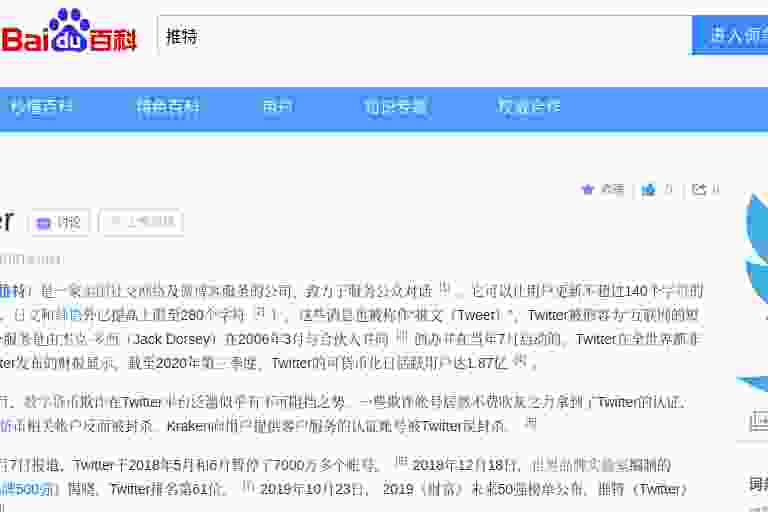 Bai du 百科
推特
进入词条
秒懂百科 特色百科 用户 知识专题 权威合作
收藏 0 0
er 讨论 上传视频
推特）是一家美国社交网络及微博客服务的公司，致力于服务公众对话 。它可以让用户更新不超过140个字符的
，日文和韩语外已提高上限至280个字符 ），这些消息也被称作“推文（Tweet）”，Twitter被形容为“互联网的短
服务是由杰克·多西（Jack Dorsey）在2006年3月与合伙人共同 创办并在当年7月启动的。Twitter在全世界都非
ter发布的财报显示，截至2020年第三季度，Twitter的可货币化日活跃用户达1.87亿 。
，数字货币欺诈在Twitter平台泛滥似乎有不可阻挡之势。一些欺诈帐号居然不费吹灰之力拿到了Twitter的认证，
货币相关帐户反而被封杀。Kraken向用户提供客户服务的认证账号被Twitter误封杀。
月7日报道，Twitter于2018年5月和6月暂停了7000万多个帐号。 2018年12月18日，世界品牌实验室编制的
品牌500强》揭晓，Twitter排名第61位。 2019年10月23日，2019《财富》未来50强榜单公布，推特（Twitter）